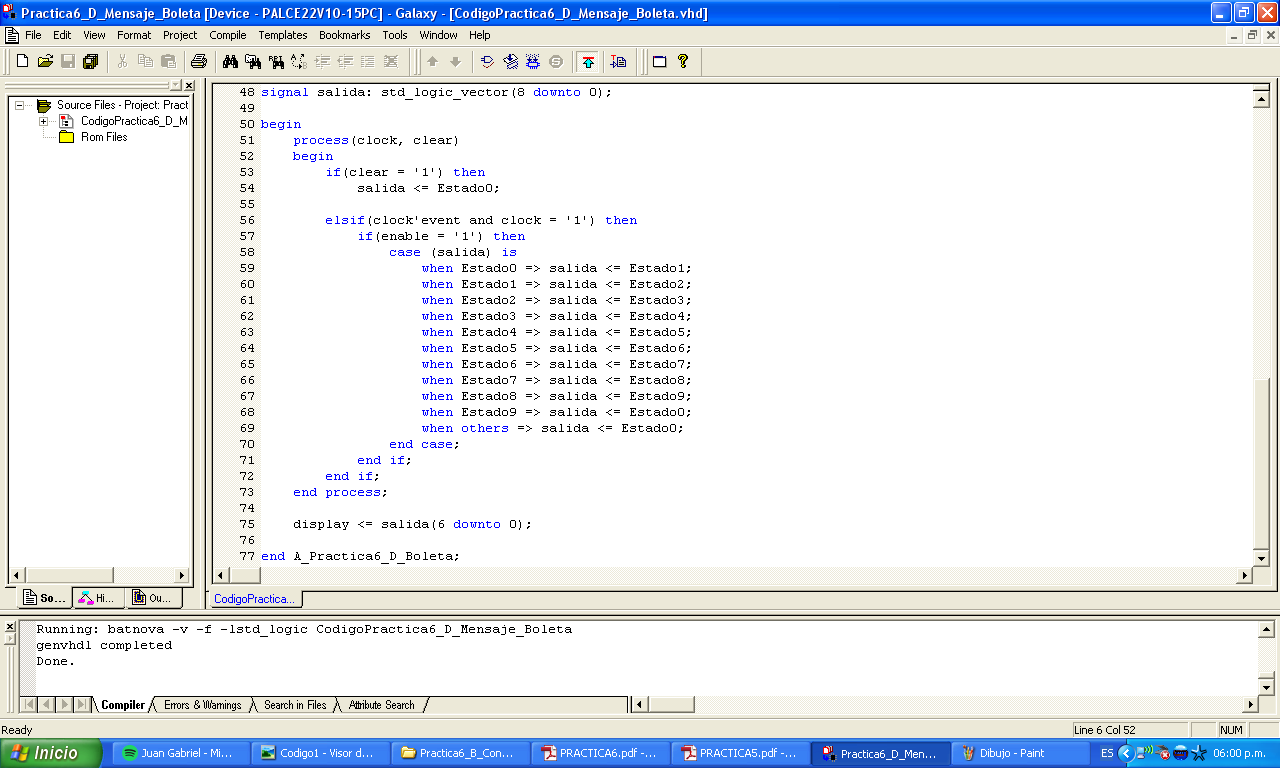 Practica6_D_Mensaje_Boleta [Device - PALCE22V10-15PC] - Galaxy - [CodigoPractica6_D_Mensaje_Boleta.vhd]
File Edit View Format Project Compile Templates Bookmarks Tools Window Help
Source Files - Project: Pract
CodigoPractica6_D_M
Rom Files
48 signal salida: std_logic_vector(8 downto 0);
49
50 begin
51 process(clock, clear)
52 begin
53 if(clear = '1') then
54 salida <= Estado0;
55
56 elsif(clock'event and clock = '1') then
57 if(enable = '1') then
58 case (salida) is
59 when Estado0 => salida <= Estado1;
60 when Estado1 => salida <= Estado2;
61 when Estado2 => salida <= Estado3;
62 when Estado3 => salida <= Estado4;
63 when Estado4 => salida <= Estado5;
64 when Estado5 => salida <= Estado6;
65 when Estado6 => salida <= Estado7;
66 when Estado7 => salida <= Estado8;
67 when Estado8 => salida <= Estado9;
68 when Estado9 => salida <= Estado0;
69 when others => salida <= Estado0;
70 end case;
71 end if;
72 end if;
73 end process;
74
75 display <= salida(6 downto 0);
76
77 end A_Practica6_D_Boleta;
So... Hi... Ou...
CodigoPractica...
Running: batnova -v -f -lstd_logic CodigoPractica6_D_Mensaje_Boleta
genvhdl completed
Done.
Compiler Errors & Warnings Search in Files Attribute Search
Ready Line 6 Col 52 NUM
Inicio Juan Gabriel - Mi... Codigo1 - Visor d... Practica6_B_Con... PRACTICA6.pdf -... PRACTICA5.pdf -... Practica6_D_Men... Dibujo - Paint ES 06:00 p.m.